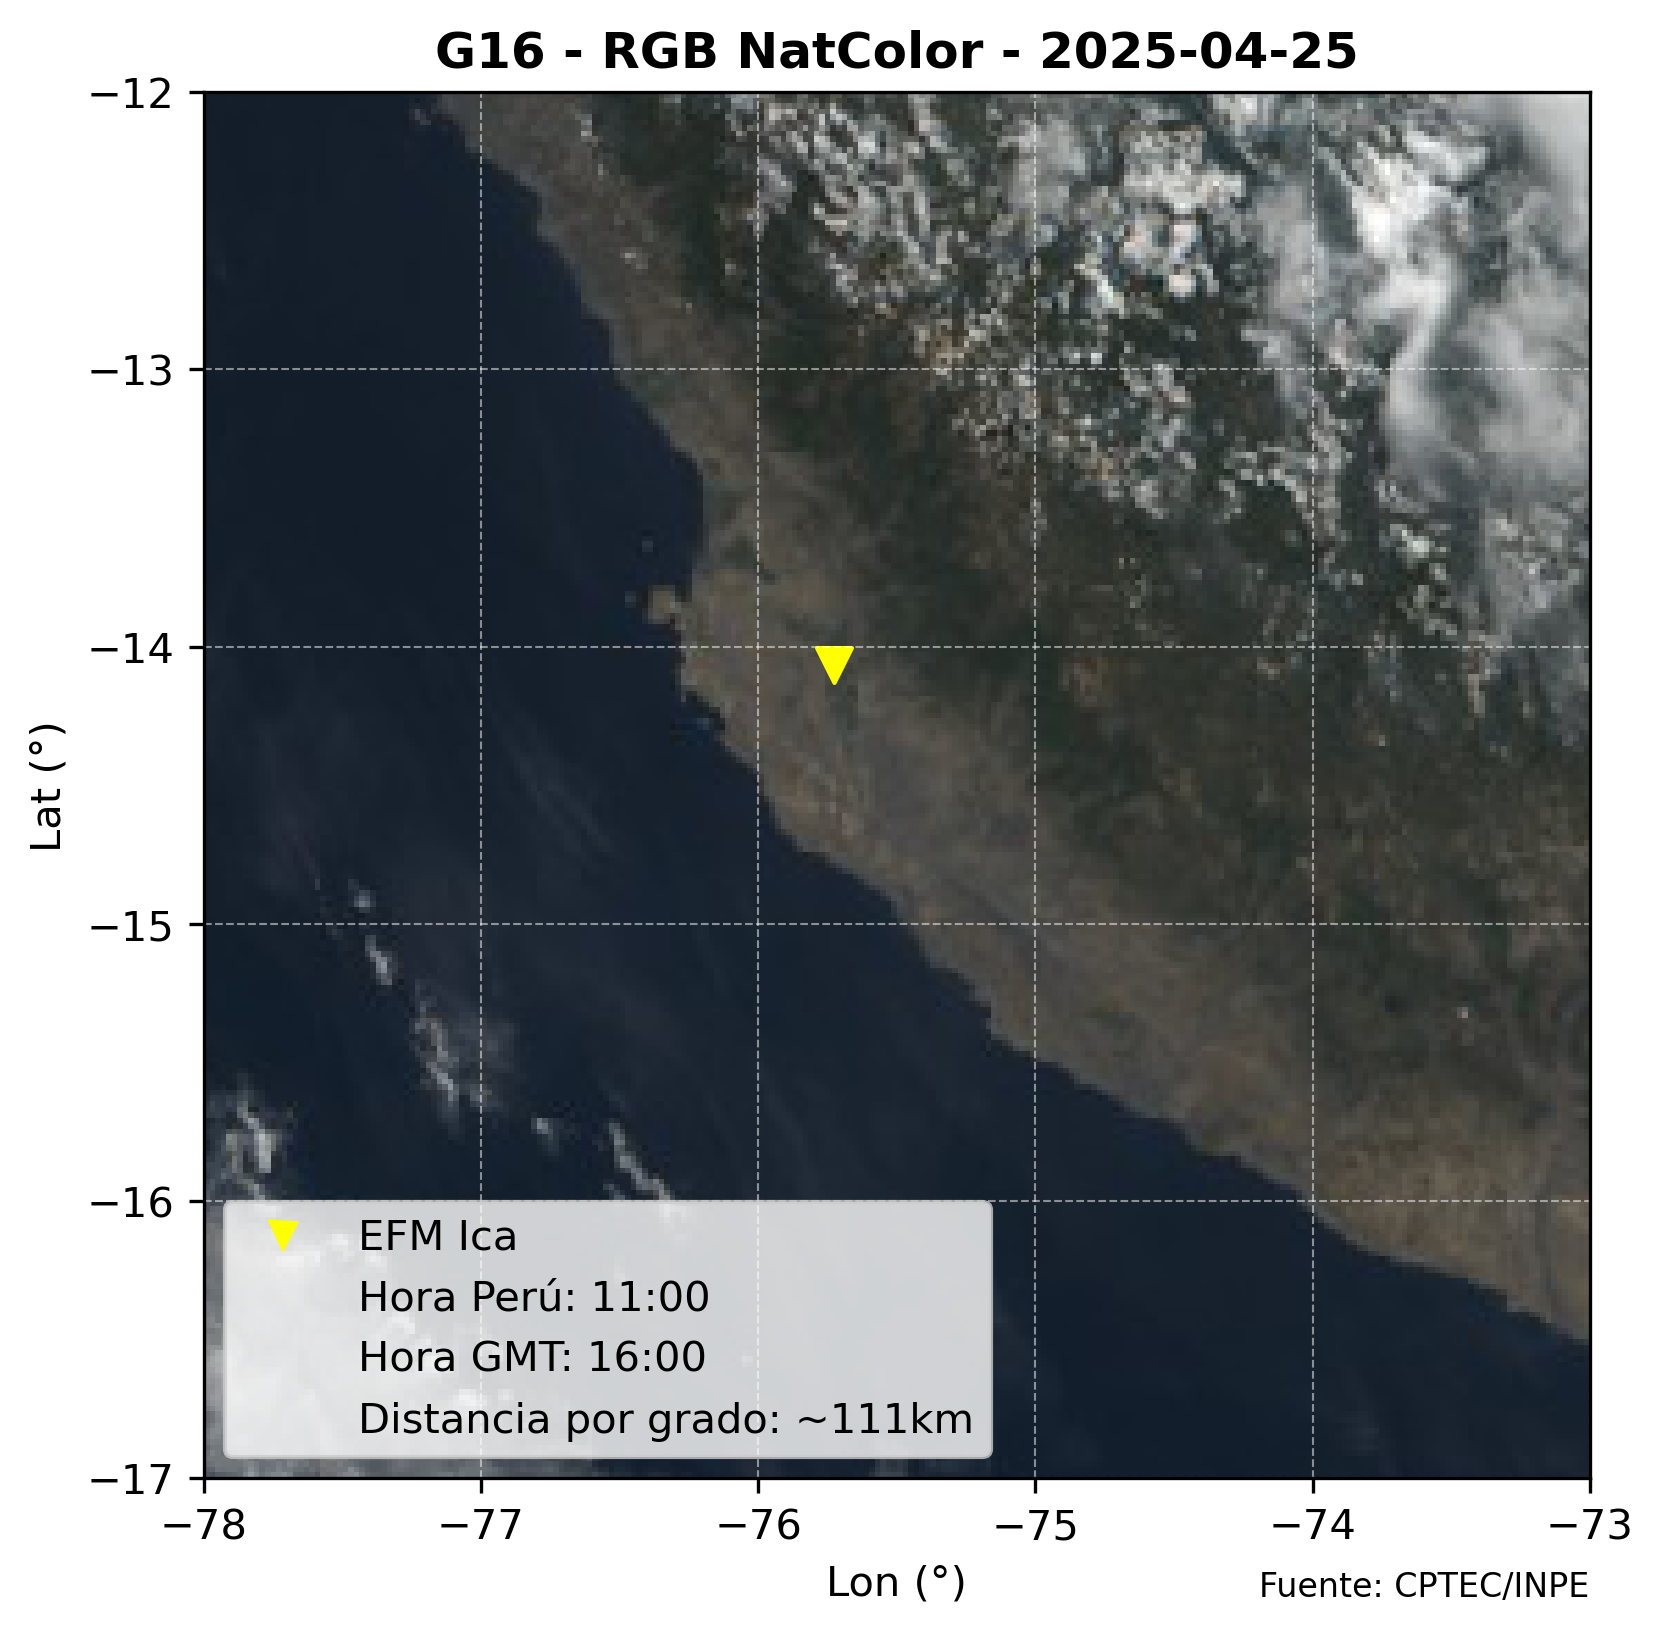 G16 - RGB NatColor - 2025-04-25
−12
−13
−14
−15
−16
−17
Lat (°)
EFM Ica
Hora Perú: 11:00
Hora GMT: 16:00
Distancia por grado: ~111km
−78
−77
−76
−75
−74
−73
Lon (°)
Fuente: CPTEC/INPE